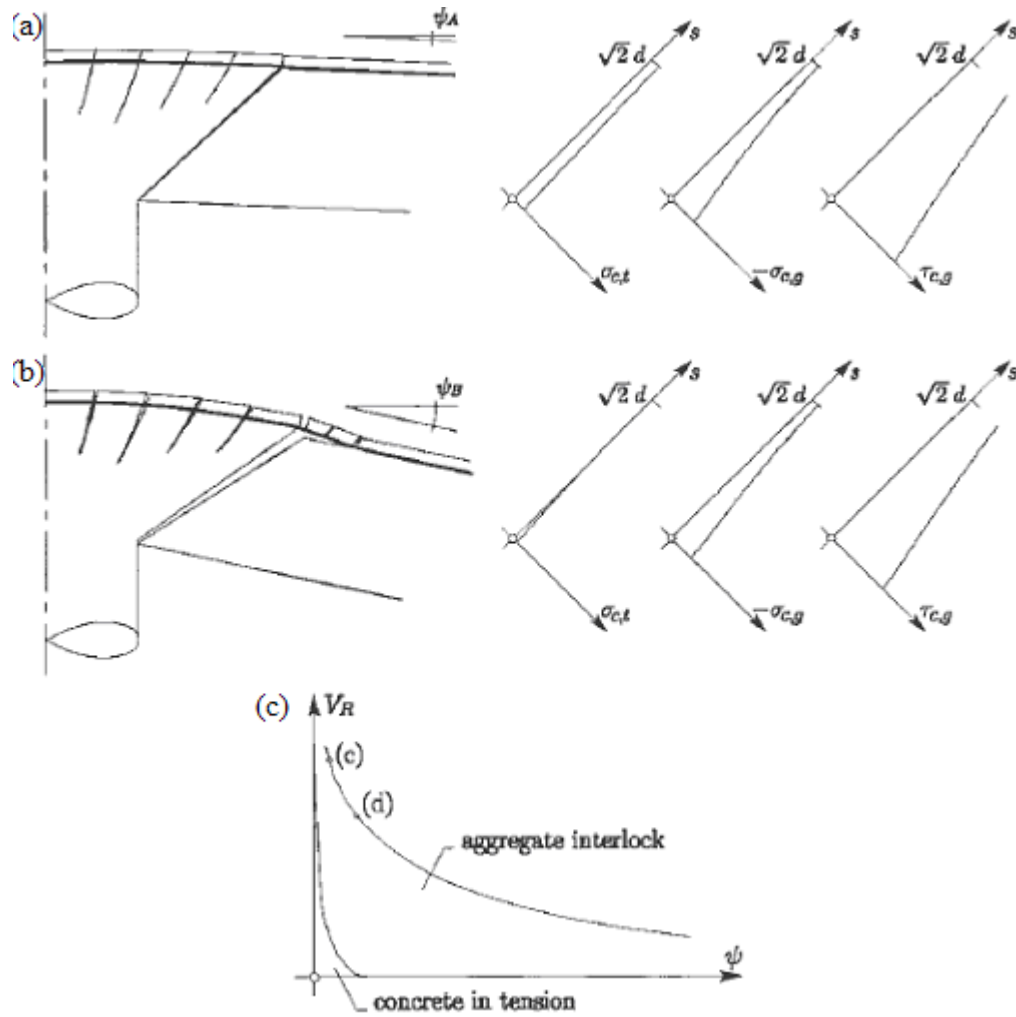 (a)
ψA
√2 d
s
√2 d
s
√2 d
s
σc,t
−σc,g
τc,g
(b)
ψB
√2 d
s
√2 d
s
√2 d
s
σc,t
−σc,g
τc,g
(c)
VR
(c)
(d)
aggregate interlock
ψ
concrete in tension